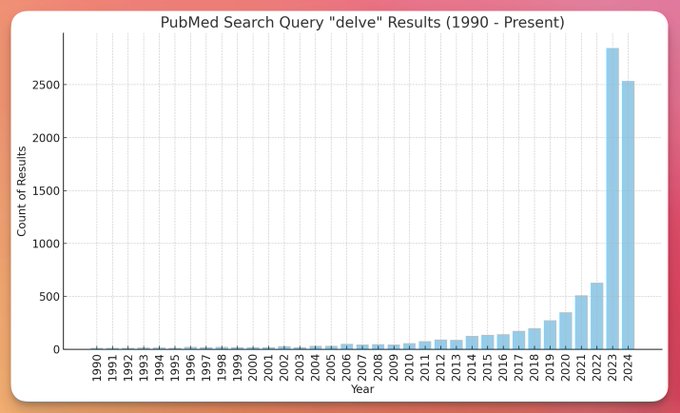 PubMed Search Query "delve" Results (1990 - Present)
Count of Results
2500
2000
1500
1000
500
0
1990 1991 1992 1993 1994 1995 1996 1997 1998 1999 2000 2001 2002 2003 2004 2005 2006 2007 2008 2009 2010 2011 2012 2013 2014 2015 2016 2017 2018 2019 2020 2021 2022 2023 2024
Year